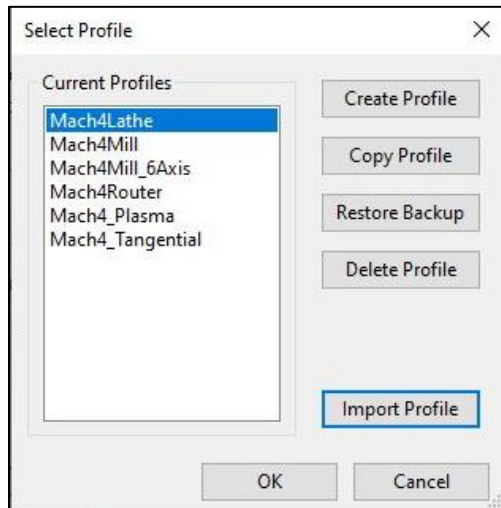 Select Profile
Current Profiles
Mach4Lathe
Mach4Mill
Mach4Mill_6Axis
Mach4Router
Mach4_Plasma
Mach4_Tangential
Create Profile
Copy Profile
Restore Backup
Delete Profile
Import Profile
OK
Cancel